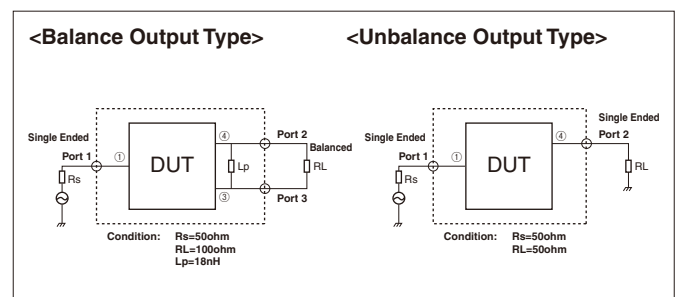 <Balance Output Type>
<Unbalance Output Type>
Single Ended
Port 1
①
Rs
DUT
④
Lp
③
Port 2
Balanced
RL
Port 3
Condition: Rs=50ohm
RL=100ohm
Lp=18nH
Single Ended
Port 1
①
Rs
DUT
④
Single Ended
Port 2
RL
Condition: Rs=50ohm
RL=50ohm